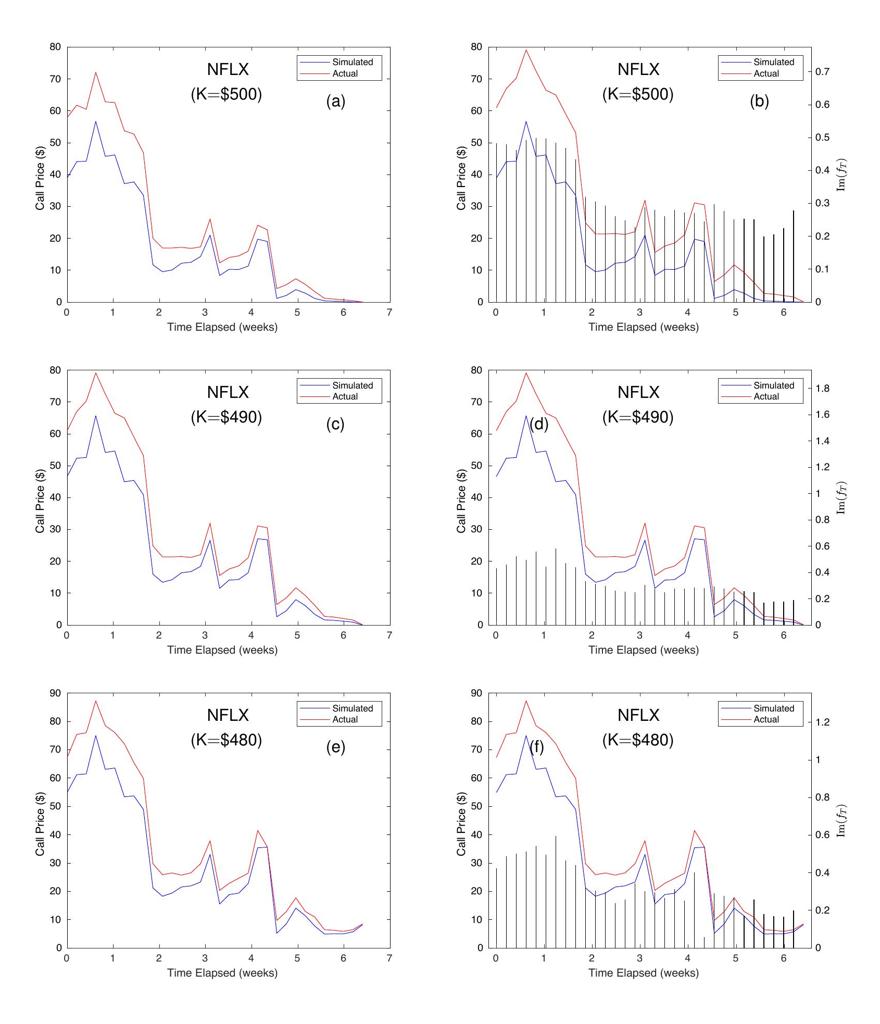 80
70
60
50
40
30
20
10
0
Call Price ($)
NFLX
(K=$500)
Simulated
Actual
(a)
0 1 2 3 4 5 6 7
Time Elapsed (weeks)
80
70
60
50
40
30
20
10
0
Call Price ($)
NFLX
(K=$500)
Simulated
Actual
(b)
0.7
0.6
0.5
0.4
0.3
0.2
0.1
0
Im(f_T)
0 1 2 3 4 5 6
Time Elapsed (weeks)
80
70
60
50
40
30
20
10
0
Call Price ($)
NFLX
(K=$490)
Simulated
Actual
(c)
0 1 2 3 4 5 6 7
Time Elapsed (weeks)
80
70
60
50
40
30
20
10
0
Call Price ($)
NFLX
(K=$490)
Simulated
Actual
(d)
1.8
1.6
1.4
1.2
1
0.8
0.6
0.4
0.2
0
Im(f_T)
0 1 2 3 4 5 6
Time Elapsed (weeks)
90
80
70
60
50
40
30
20
10
0
Call Price ($)
NFLX
(K=$480)
Simulated
Actual
(e)
0 1 2 3 4 5 6 7
Time Elapsed (weeks)
90
80
70
60
50
40
30
20
10
0
Call Price ($)
NFLX
(K=$480)
Simulated
Actual
(f)
1.2
1
0.8
0.6
0.4
0.2
0
Im(f_T)
0 1 2 3 4 5 6
Time Elapsed (weeks)